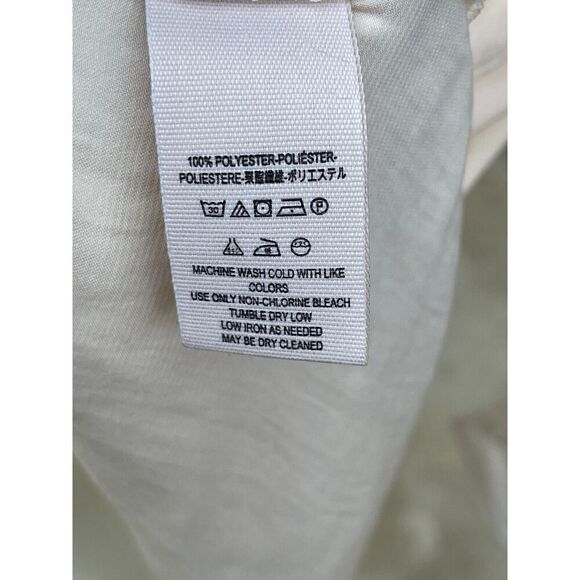 100% POLYESTER-POLIÉSTER-
POLIESTERE-聚酯纖維-ポリエステル
30 P
MACHINE WASH COLD WITH LIKE
COLORS
USE ONLY NON-CHLORINE BLEACH
TUMBLE DRY LOW
LOW IRON AS NEEDED
MAY BE DRY CLEANED